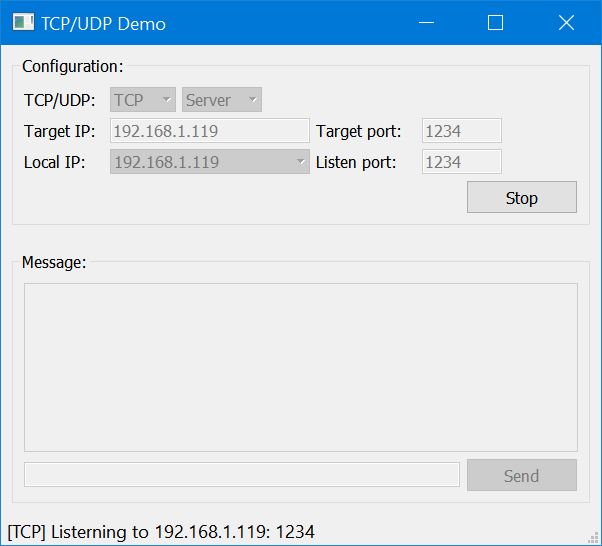 TCP/UDP Demo
Configuration:
TCP/UDP: TCP Server
Target IP: 192.168.1.119 Target port: 1234
Local IP: 192.168.1.119 Listen port: 1234
Stop
Message:
Send
[TCP] Listerning to 192.168.1.119: 1234